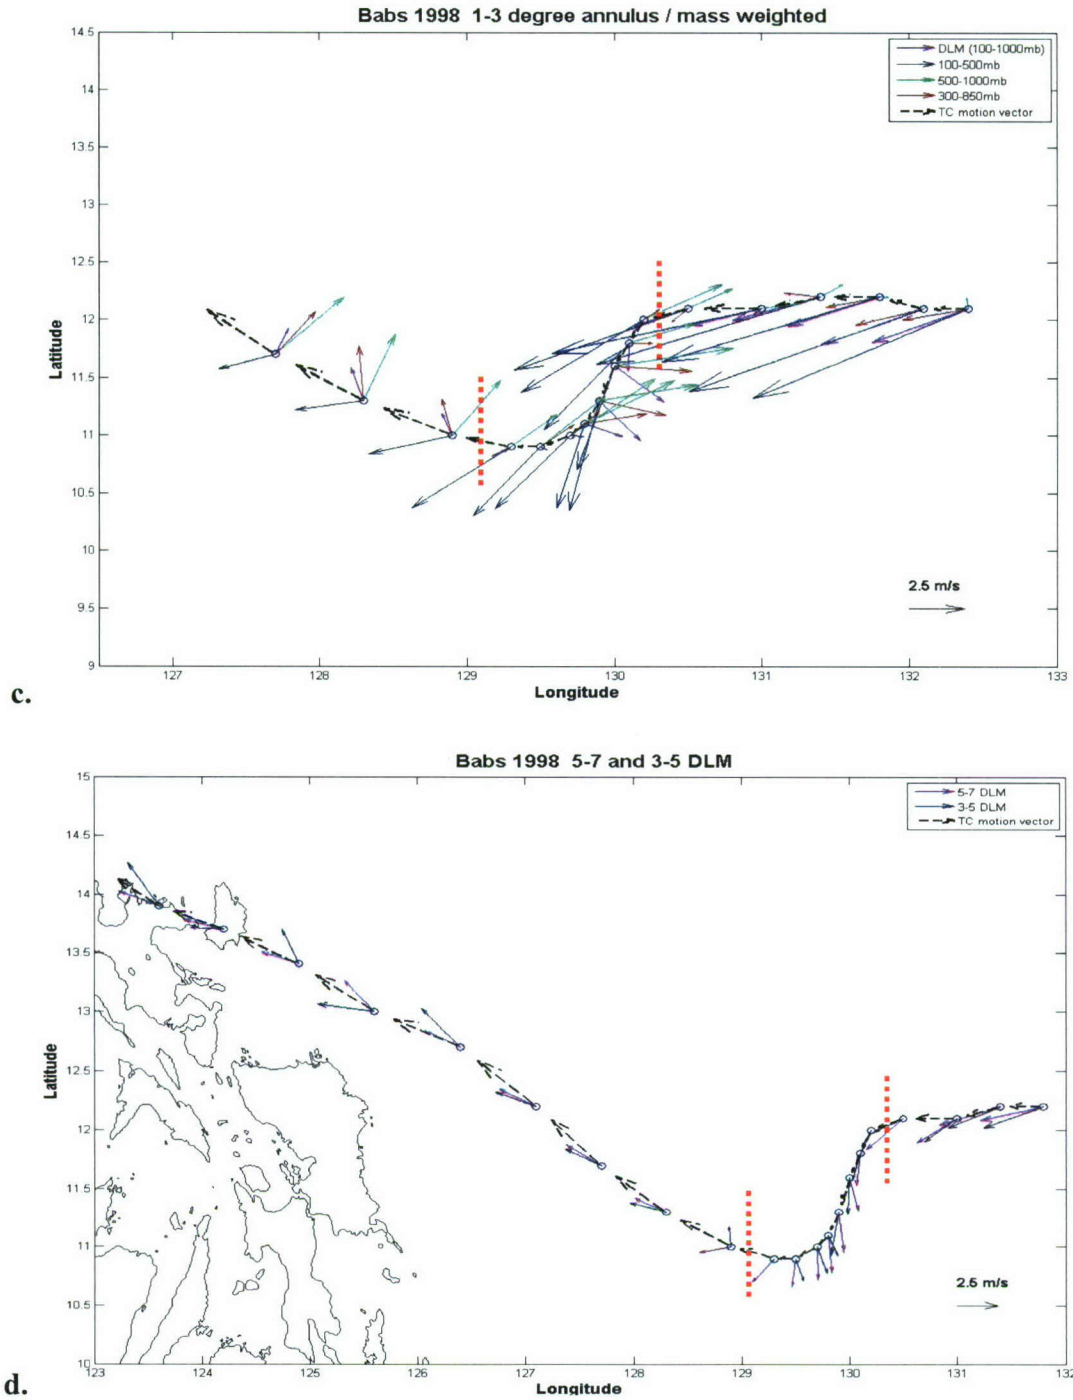 Babs 1998 1-3 degree annulus / mass weighted
14.5
14
13.5
13
12.5
12
11.5
11
10.5
10
9.5
9
Latitude
DLM (100-1000mb)
100-500mb
500-1000mb
300-850mb
TC motion vector
2.5 m/s
127
128
129
130
131
132
133
Longitude
c.
Babs 1998 5-7 and 3-5 DLM
15
14.5
14
13.5
13
12.5
12
11.5
11
10.5
10
Latitude
5-7 DLM
3-5 DLM
TC motion vector
2.5 m/s
123
124
125
126
127
128
129
130
131
132
Longitude
d.